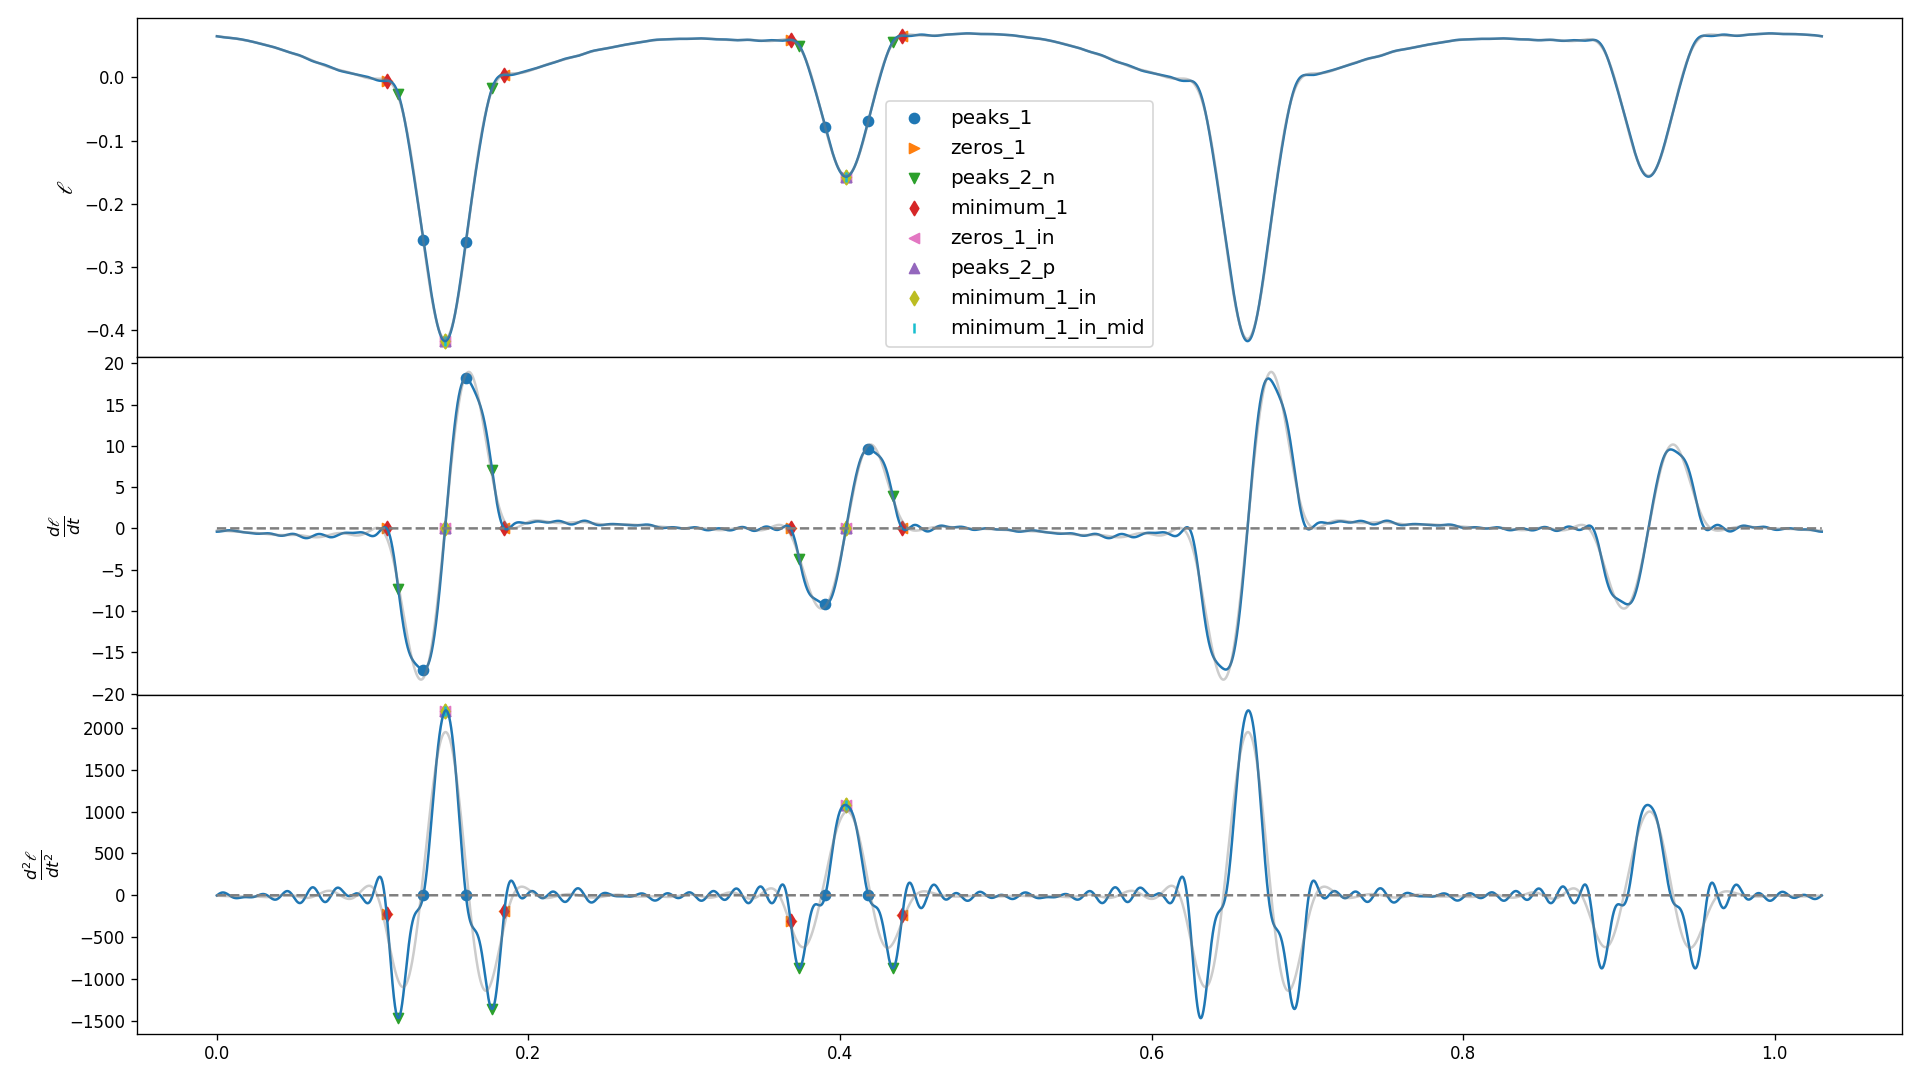 0.0
−0.1
−0.2
−0.3
−0.4
ℓ
peaks_1
zeros_1
peaks_2_n
minimum_1
zeros_1_in
peaks_2_p
minimum_1_in
minimum_1_in_mid
20
15
10
5
0
−5
−10
−15
−20
dℓ
dt
2000
1500
1000
500
0
−500
−1000
−1500
d²ℓ
dt²
0.0 0.2 0.4 0.6 0.8 1.0